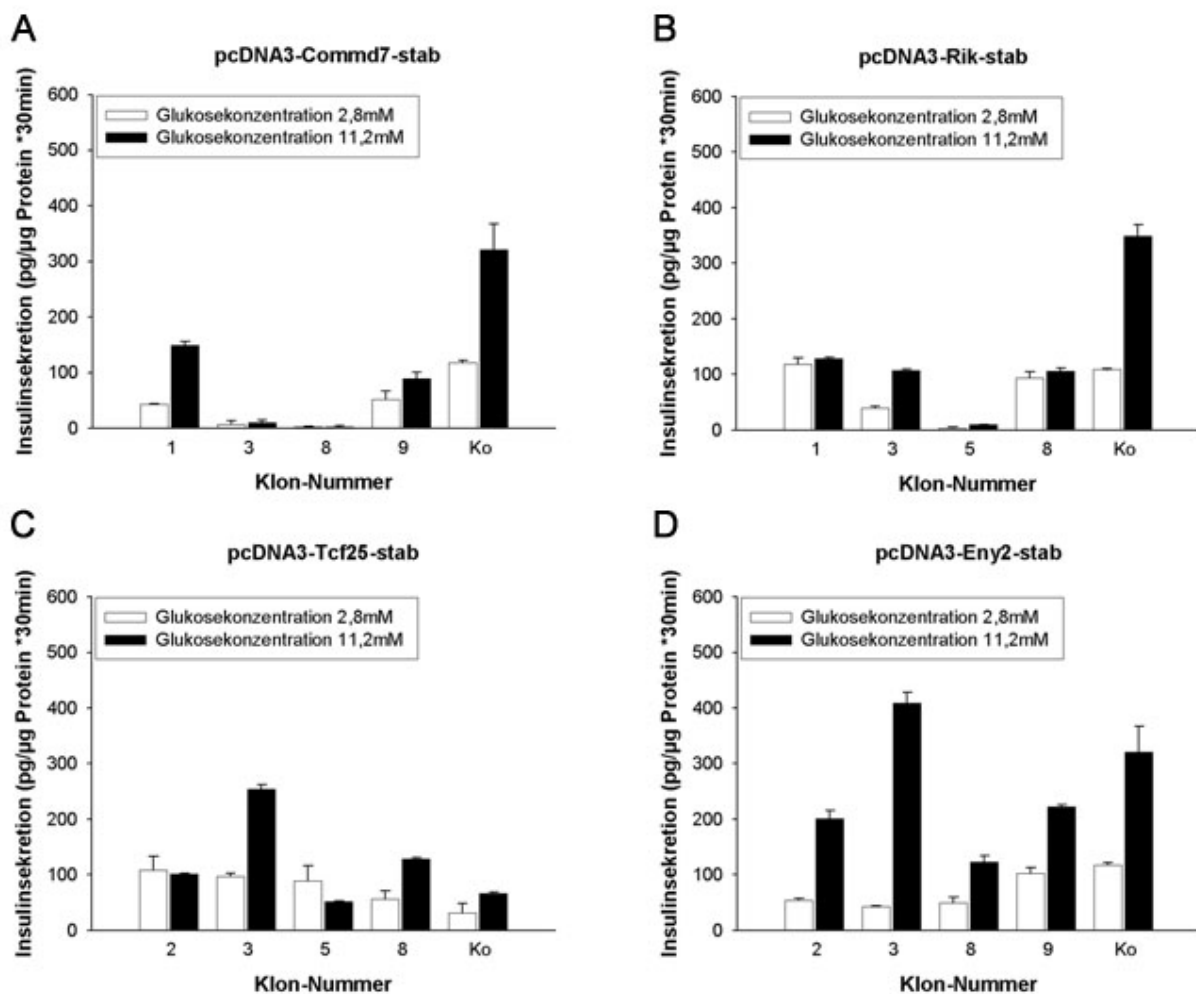 A
pcDNA3-Commd7-stab
Insulinsekretion (pg/µg Protein *30min)
600
500
400
300
200
100
0
Glukosekonzentration 2,8mM
Glukosekonzentration 11,2mM
1 3 8 9 Ko
Klon-Nummer
B
pcDNA3-Rik-stab
Insulinsekretion (pg/µg Protein *30min)
600
500
400
300
200
100
0
Glukosekonzentration 2,8mM
Glukosekonzentration 11,2mM
1 3 5 8 Ko
Klon-Nummer
C
pcDNA3-Tcf25-stab
Insulinsekretion (pg/µg Protein *30min)
600
500
400
300
200
100
0
Glukosekonzentration 2,8mM
Glukosekonzentration 11,2mM
2 3 5 8 Ko
Klon-Nummer
D
pcDNA3-Eny2-stab
Insulinsekretion (pg/µg Protein *30min)
600
500
400
300
200
100
0
Glukosekonzentration 2,8mM
Glukosekonzentration 11,2mM
2 3 8 9 Ko
Klon-Nummer